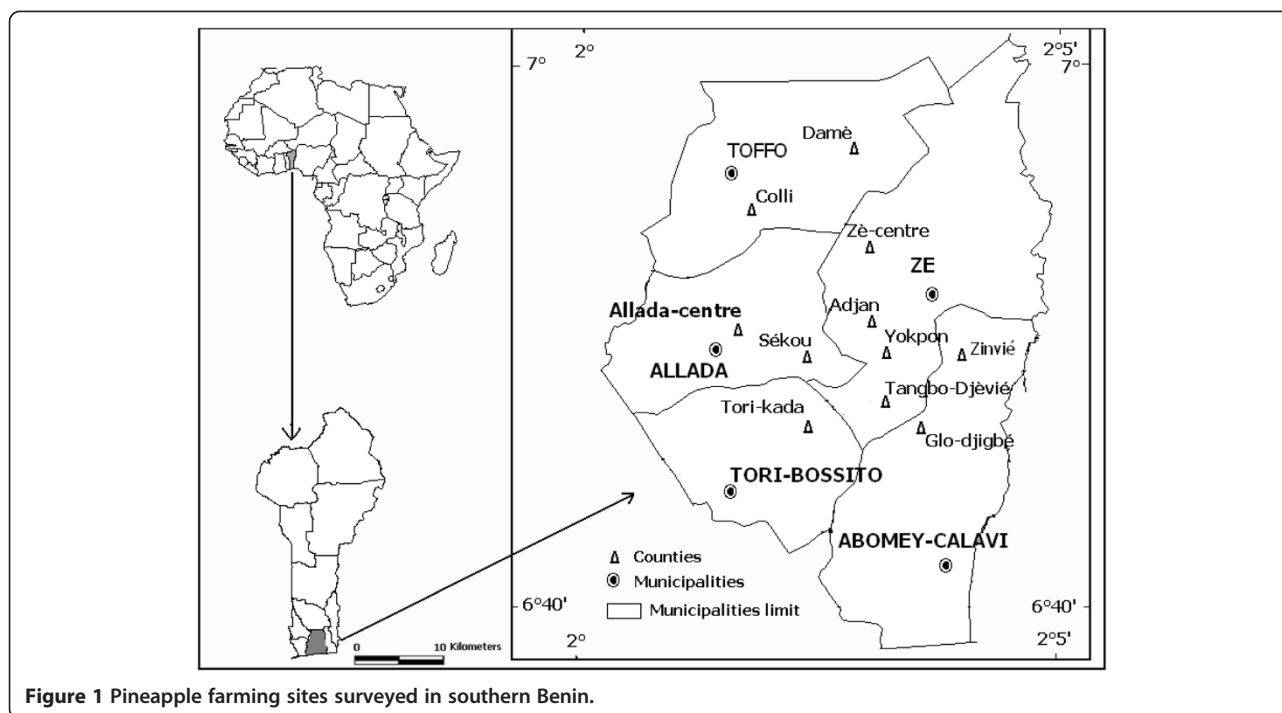 2°
2°5'
7°
7°
Damè
TOFFO
Colli
Zè-centre
ZE
Allada-centre
Adjan
Sékou
Yokpon
Zinvié
ALLADA
Tangbo-Djèvié
Tori-kada
Glo-djigbé
TORI-BOSSITO
ABOMEY-CALAVI
Counties
Municipalities
Municipalities limit
6°40'
6°40'
0 10 Kilometers
2°
2°5'
Figure 1 Pineapple farming sites surveyed in southern Benin.